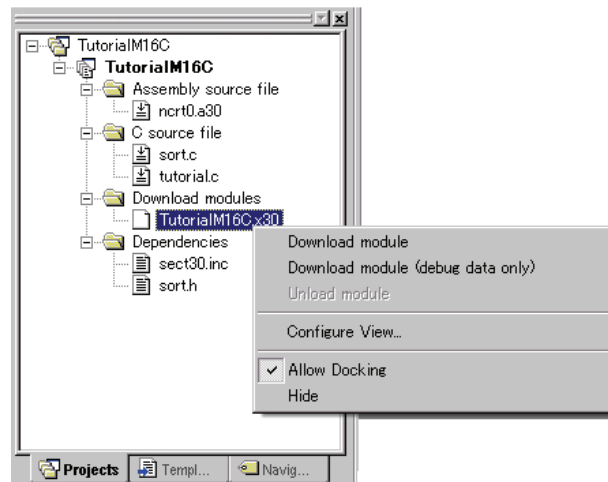 TutorialM16C
TutorialM16C
Assembly source file
ncrt0.a30
C source file
sort.c
tutorial.c
Download modules
TutorialM16C.x30
Dependencies
sect30.inc
sort.h
Download module
Download module (debug data only)
Unload module
Configure View...
Allow Docking
Hide
Projects
Templ...
Navig...